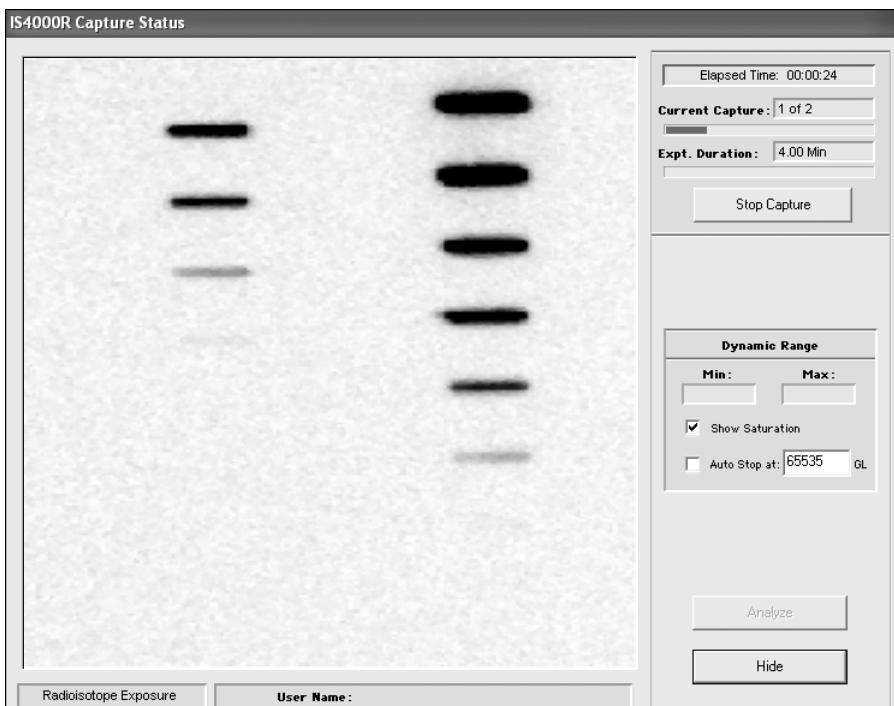 IS4000R Capture Status
Elapsed Time: 00:00:24
Current Capture: 1 of 2
Expt. Duration: 4.00 Min
Stop Capture
Dynamic Range
Min: Max:
Show Saturation
Auto Stop at: 65535 GL
Analyze
Hide
Radioisotope Exposure User Name: